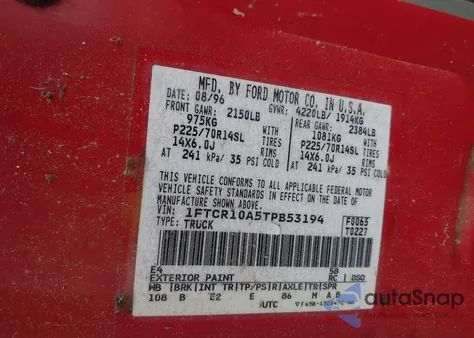 MFD. BY FORD MOTOR CO. IN U.S.A.
DATE: 08/96 GVWR: 4220LB/ 1914KG
FRONT GAWR: 2150LB REAR GAWR: 2384LB
975KG WITH 1081KG WITH
P225/70R14SL TIRES P225/70R14SL TIRES
14X6.0J RIMS 14X6.0J RIMS
AT 241 kPa/ 35 PSI COLD AT 241 kPa/ 35 PSI COLD
THIS VEHICLE CONFORMS TO ALL APPLICABLE FEDERAL MOTOR
VEHICLE SAFETY STANDARDS IN EFFECT ON THE DATE OF
MANUFACTURE SHOWN ABOVE.
VIN: 1FTCR10A5TPB53194 F0065
TYPE: TRUCK T0227
E4 58
EXTERIOR PAINT RC DSO
WB BRK INT TR TP/PS R AXLE TR SPR
108 B E2 E 86 M A B
UTC
autoSnap